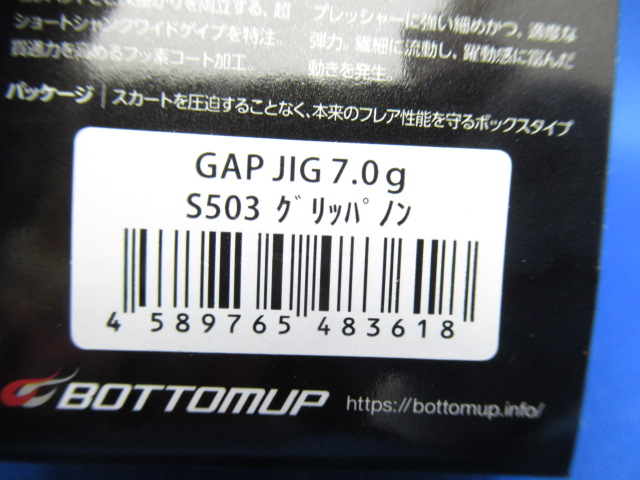 を両立する、超
ショートシャンクワイドゲイプを特注。
貫通力を高めるフッ素コート加工。
プレッシャーに強い細めかつ、適度な
弾力。繊細に流動し、躍動感に富んだ
動きを発生。
パッケージ | スカートを圧迫することなく、本来のフレア性能を守るボックスタイプ
GAP JIG 7.0g
S503 ｸﾞﾘｯﾊﾟﾉﾝ
4 589765 483618
BOTTOMUP
https://bottomup.info/